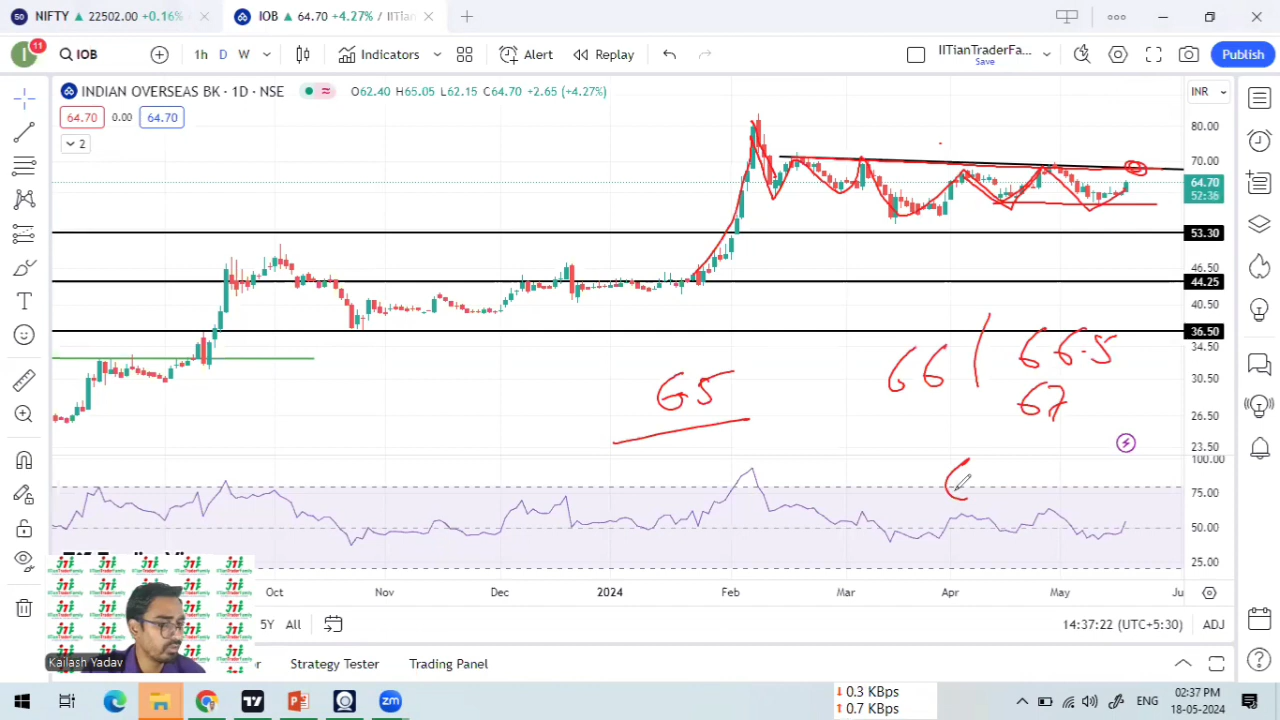 50 NIFTY ▲ 22502.00 +0.16%
IOB ▲ 64.70 +4.27% / IITian
I 11 IOB 1h D W Indicators Alert Replay IITianTraderFa... Save Publish
INDIAN OVERSEAS BK · 1D · NSE O62.40 H65.05 L62.15 C64.70 +2.65 (+4.27%) INR
64.70 0.00 64.70
2
80.00
70.00
64.70
52:36
53.30
46.50
44.25
40.50
36.50
34.50
30.50
26.50
23.50
65
66 / 66.5
67
100.00
75.00
50.00
25.00
Oct Nov Dec 2024 Feb Mar Apr May Ju
5Y All 14:37:22 (UTC+5:30) ADJ
Kailash Yadav
Strategy Tester Trading Panel
0.3 KBps
0.7 KBps
ENG
02:37 PM
18-05-2024